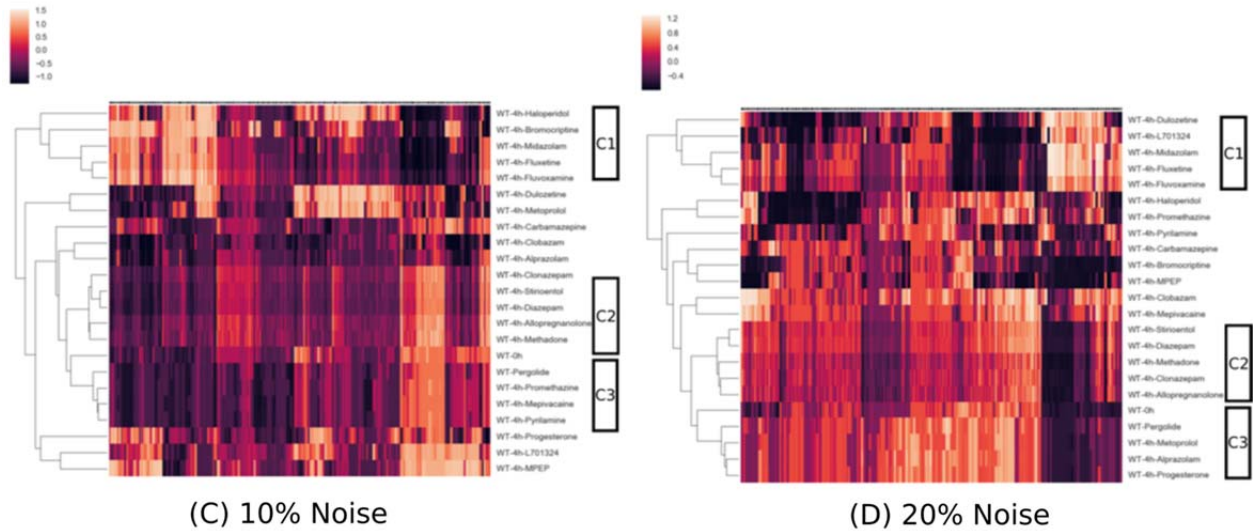 1.5
1.0
0.5
0.0
−0.5
−1.0
WT-4h-Haloperidol
WT-4h-Bromocriptine
WT-4h-Midazolam
WT-4h-Fluxetine
WT-4h-Fluvoxamine
WT-4h-Dulozetine
WT-4h-Metoprolol
WT-4h-Carbamazepine
WT-4h-Clobazam
WT-4h-Alprazolam
WT-4h-Clonazepam
WT-4h-Stirioentol
WT-4h-Diazepam
WT-4h-Allopregnanolone
WT-4h-Methadone
WT-0h
WT-Pergolide
WT-4h-Promethazine
WT-4h-Mepivacaine
WT-4h-Pyrilamine
WT-4h-Progesterone
WT-4h-L701324
WT-4h-MPEP
C1
C2
C3
(C) 10% Noise
1.2
0.8
0.4
0.0
−0.4
WT-4h-Dulozetine
WT-4h-L701324
WT-4h-Midazolam
WT-4h-Fluxetine
WT-4h-Fluvoxamine
WT-4h-Haloperidol
WT-4h-Promethazine
WT-4h-Pyrilamine
WT-4h-Carbamazepine
WT-4h-Bromocriptine
WT-4h-MPEP
WT-4h-Clobazam
WT-4h-Mepivacaine
WT-4h-Stirioentol
WT-4h-Diazepam
WT-4h-Methadone
WT-4h-Clonazepam
WT-4h-Allopregnanolone
WT-0h
WT-Pergolide
WT-4h-Metoprolol
WT-4h-Alprazolam
WT-4h-Progesterone
C1
C2
C3
(D) 20% Noise